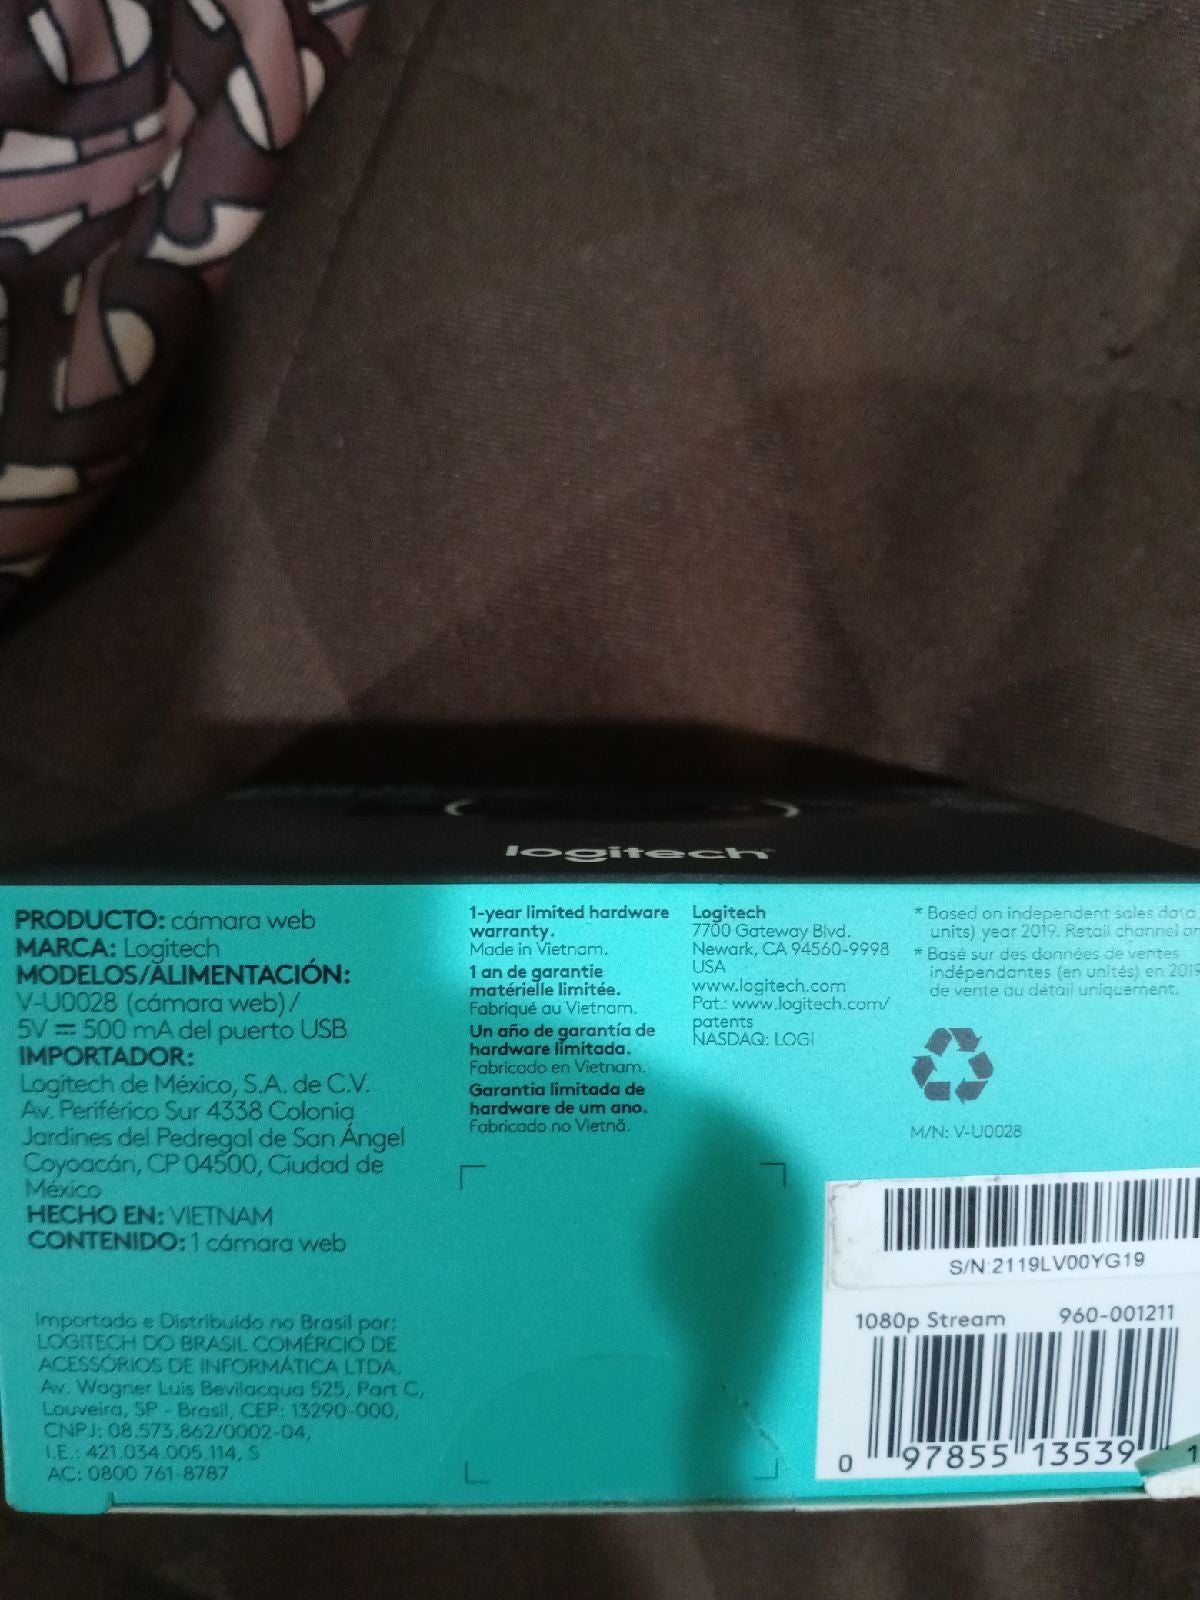 logitech
PRODUCTO: cámara web
MARCA: Logitech
MODELOS/ALIMENTACIÓN:
V-U0028 (cámara web)/
5V ⎓ 500 mA del puerto USB
IMPORTADOR:
Logitech de México, S.A. de C.V.
Av. Periférico Sur 4338 Colonia
Jardines del Pedregal de San Ángel
Coyoacán, CP 04500, Ciudad de
México
HECHO EN: VIETNAM
CONTENIDO: 1 cámara web
Importado e Distribuído no Brasil por:
LOGITECH DO BRASIL COMÉRCIO DE
ACESSÓRIOS DE INFORMÁTICA LTDA.
Av. Wagner Luis Bevilacqua 525, Part C,
Louveira, SP - Brasil, CEP: 13290-000,
CNPJ: 08.573.862/0002-04,
I.E.: 421.034.005.114, S
AC: 0800 761-8787
1-year limited hardware
warranty.
Made in Vietnam.
1 an de garantie
matérielle limitée.
Fabriqué au Vietnam.
Un año de garantía de
hardware limitada.
Fabricado en Vietnam.
Garantia limitada de
hardware de um ano.
Fabricado no Vietnã.
Logitech
7700 Gateway Blvd.
Newark, CA 94560-9998
USA
www.logitech.com
Pat.: www.logitech.com/
patents
NASDAQ: LOGI
* Based on independent sales data
units) year 2019. Retail channel
* Basé sur des données de ventes
indépendantes (en unités) en 2019
de vente au détail uniquement.
M/N: V-U0028
S/N:2119LV00YG19
1080p Stream 960-001211
0 97855 13539 1